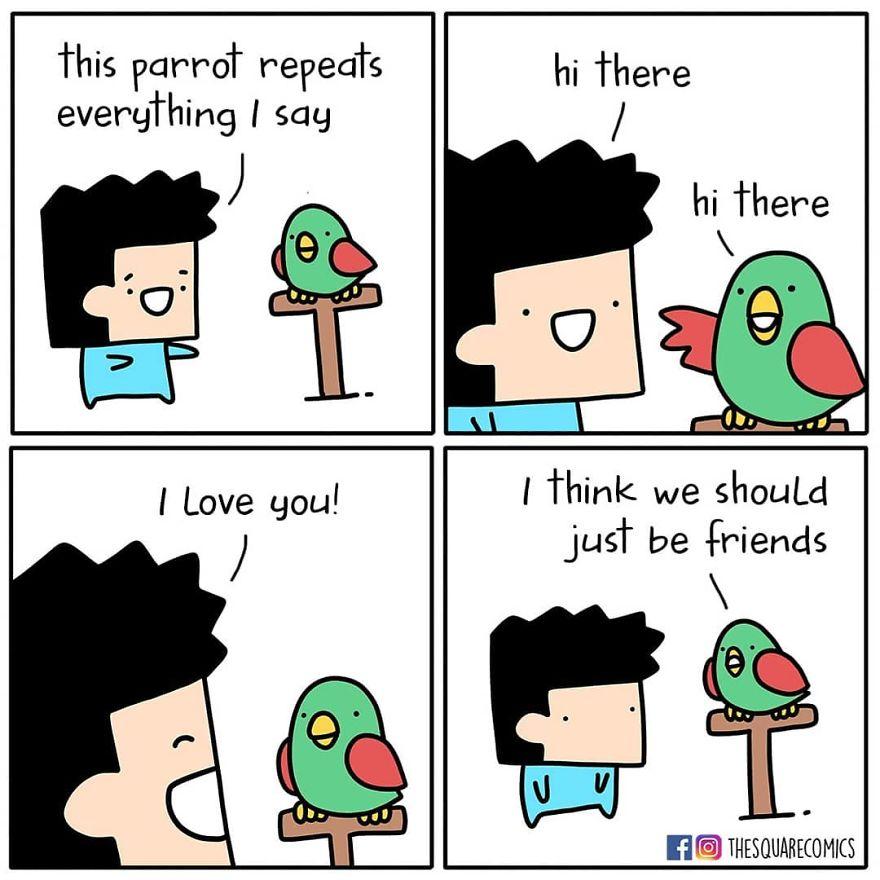 this parrot repeats
everything I say
hi there
hi there
I Love you!
I think we should
just be friends
THESQUARECOMICS